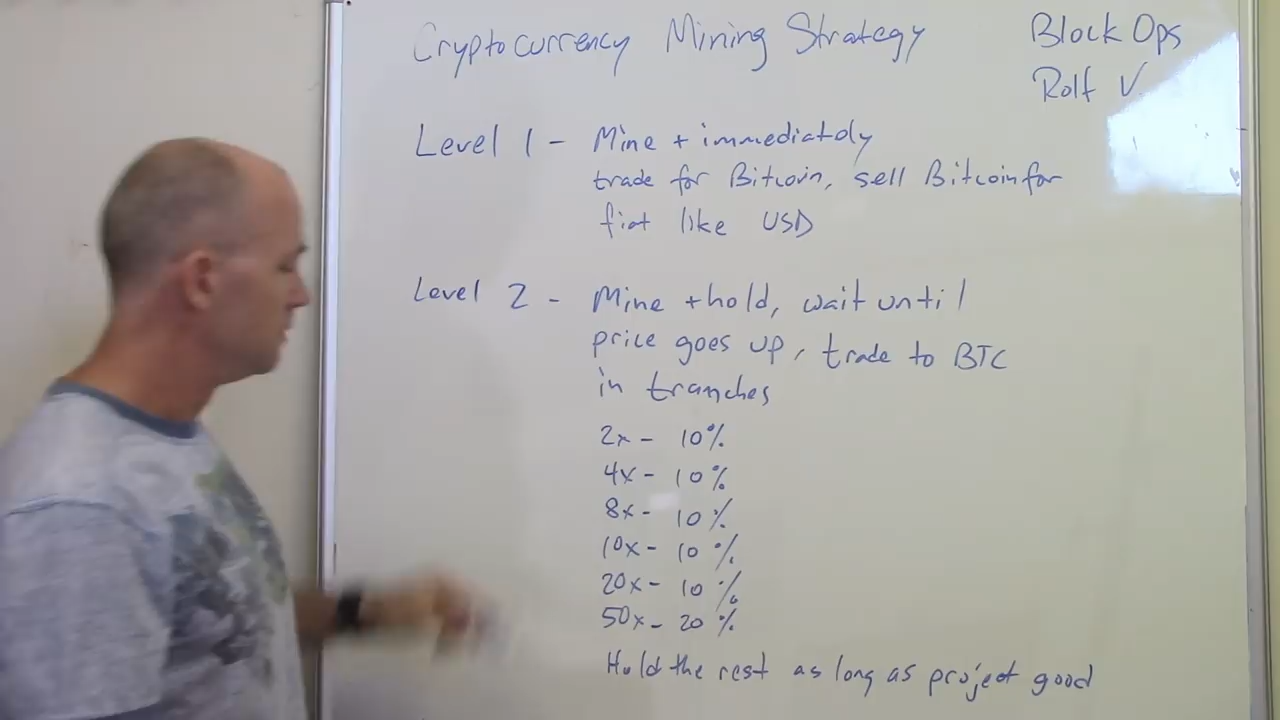 Cryptocurrency Mining Strategy
Block Ops
Rolf V.
Level 1 - Mine + immediately
trade for Bitcoin, sell Bitcoin for
fiat like USD
Level 2 - Mine + hold, wait until
price goes up, trade to BTC
in tranches
2x - 10%
4x - 10%
8x - 10%
10x - 10%
20x - 10%
50x - 20%
Hold the rest as long as project good